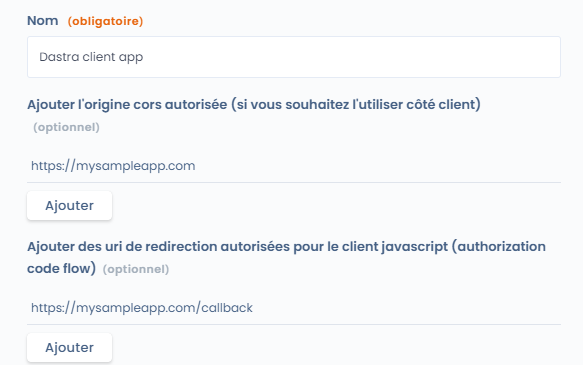 Nom (obligatoire)
Dastra client app
Ajouter l'origine cors autorisée (si vous souhaitez l'utiliser côté client)
(optionnel)
https://mysampleapp.com
Ajouter
Ajouter des uri de redirection autorisées pour le client javascript (authorization
code flow) (optionnel)
https://mysampleapp.com/callback
Ajouter